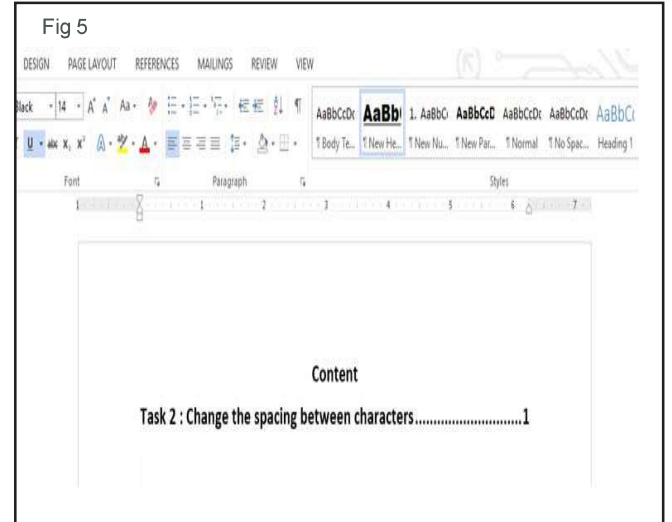 Fig 5
DESIGN PAGE LAYOUT REFERENCES MAILINGS REVIEW VIEW
Black 14 A A Aa
U abc X₂ X² A A
AaBbCcDc AaBb 1. AaBbC AaBbCcD AaBbCcDc AaBbCcDc AaBbCc
¶ Body Te... ¶ New He... ¶ New Nu... ¶ New Par... ¶ Normal ¶ No Spac... Heading 1
Font Paragraph Styles
1 1 2 3 4 5 6 7
Content
Task 2 : Change the spacing between characters.............................1